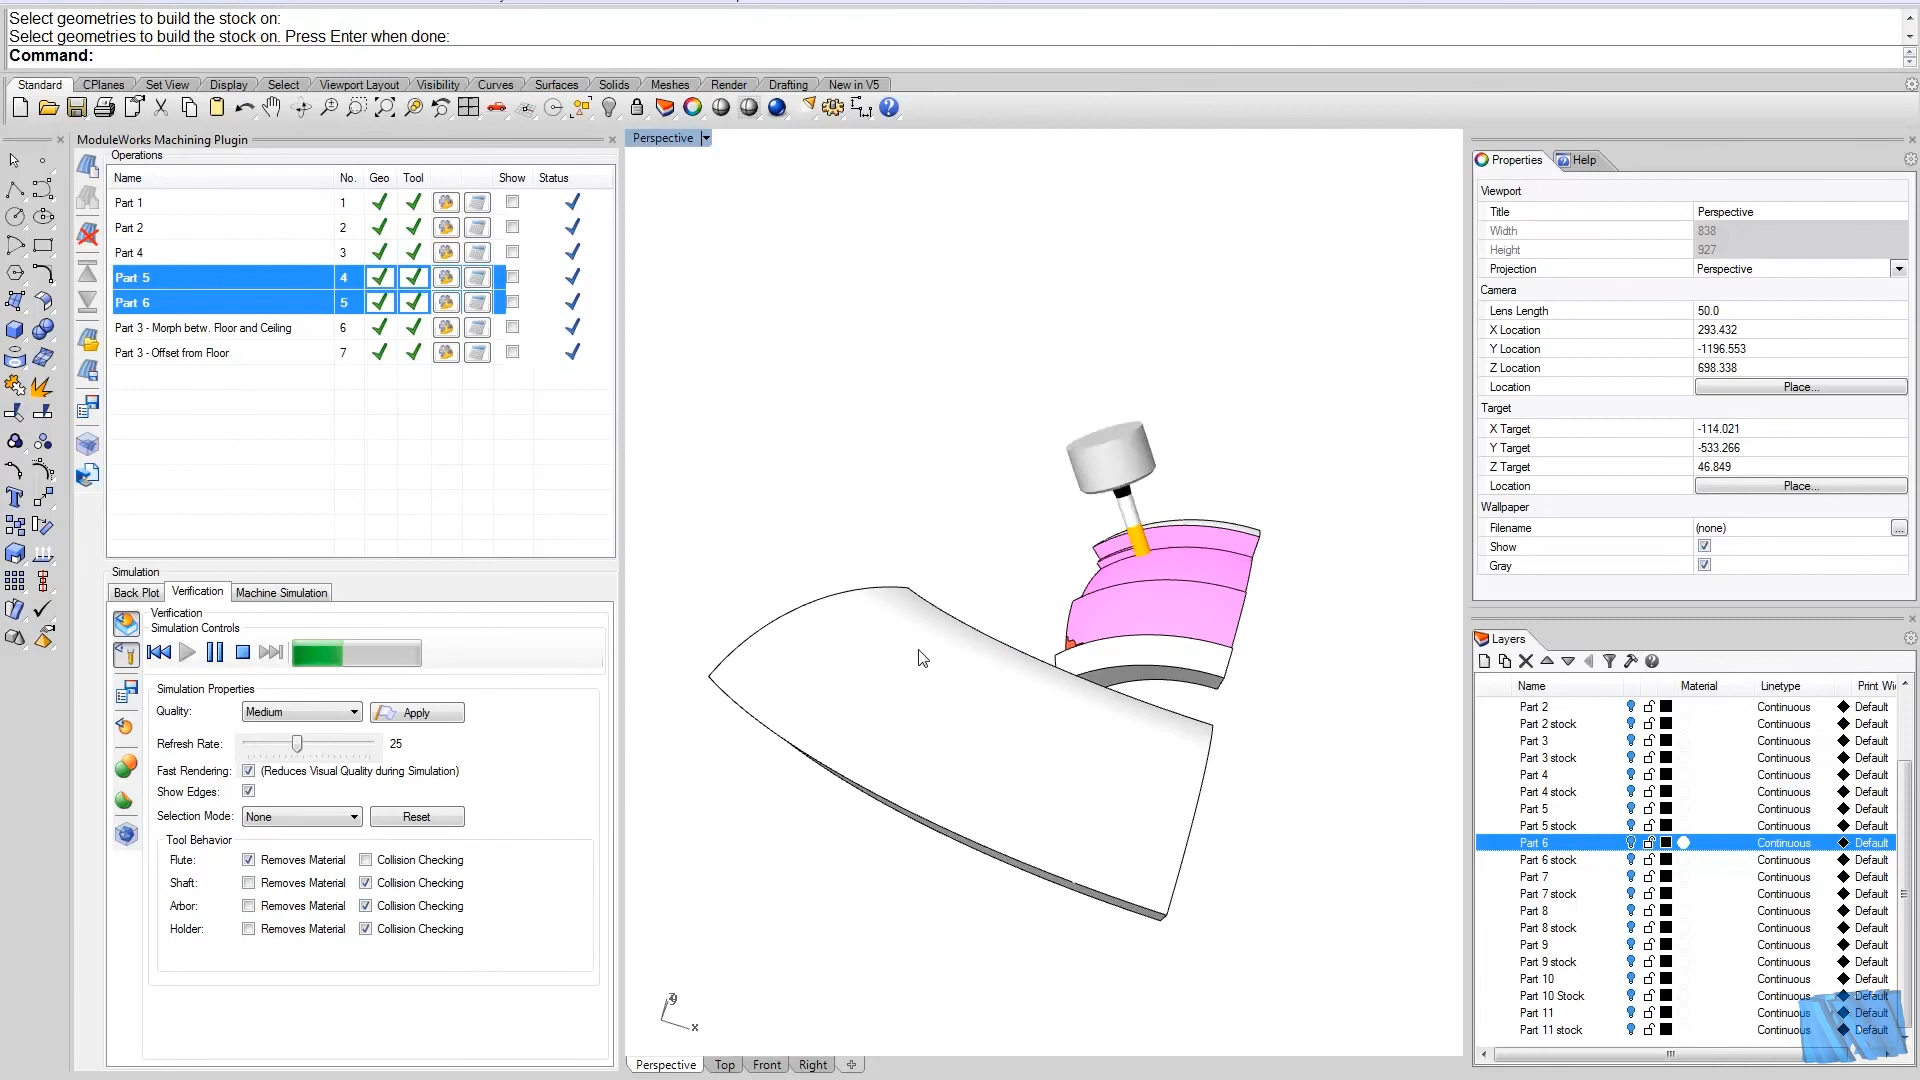 Select geometries to build the stock on:
Select geometries to build the stock on. Press Enter when done:
Command:
Standard CPlanes Set View Display Select Viewport Layout Visibility Curves Surfaces Solids Meshes Render Drafting New in V5
ModuleWorks Machining Plugin
Operations
Name No. Geo Tool Show Status
Part 1 1
Part 2 2
Part 4 3
Part 5 4
Part 6 5
Part 3 - Morph betw. Floor and Ceiling 6
Part 3 - Offset from Floor 7
Simulation
Back Plot Verification Machine Simulation
Verification
Simulation Controls
Simulation Properties
Quality: Medium Apply
Refresh Rate: 25
Fast Rendering: (Reduces Visual Quality during Simulation)
Show Edges:
Selection Mode: None Reset
Tool Behavior
Flute: Removes Material Collision Checking
Shaft: Removes Material Collision Checking
Arbor: Removes Material Collision Checking
Holder: Removes Material Collision Checking
Perspective
x
Perspective Top Front Right
Properties Help
Viewport
Title Perspective
Width 838
Height 927
Projection Perspective
Camera
Lens Length 50.0
X Location 293.432
Y Location -1196.553
Z Location 698.338
Location Place...
Target
X Target -114.021
Y Target -533.266
Z Target 46.849
Location Place...
Wallpaper
Filename (none) ...
Show
Gray
Layers
Name Material Linetype Print Wi
Part 2 Continuous Default
Part 2 stock Continuous Default
Part 3 Continuous Default
Part 3 stock Continuous Default
Part 4 Continuous Default
Part 4 stock Continuous Default
Part 5 Continuous Default
Part 5 stock Continuous Default
Part 6 Continuous Default
Part 6 stock Continuous Default
Part 7 Continuous Default
Part 7 stock Continuous Default
Part 8 Continuous Default
Part 8 stock Continuous Default
Part 9 Continuous Default
Part 9 stock Continuous Default
Part 10 Continuous Default
Part 10 Stock Continuous Default
Part 11 Continuous Default
Part 11 stock Continuous Default